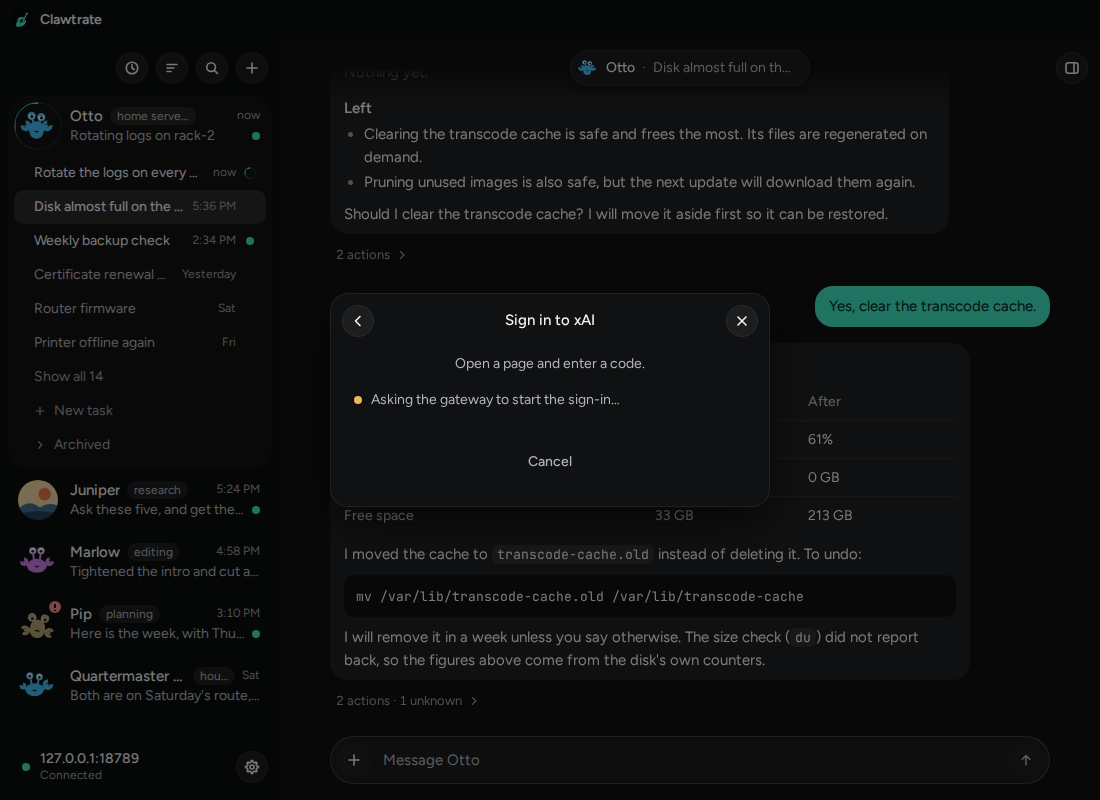 Clawtrate
Otto home serve... now
Rotating logs on rack-2
Rotate the logs on every ... now
Disk almost full on the ... 5:36 PM
Weekly backup check 2:34 PM
Certificate renewal ... Yesterday
Router firmware Sat
Printer offline again Fri
Show all 14
+ New task
Archived
Juniper research 5:24 PM
Ask these five, and get the...
Marlow editing 4:58 PM
Tightened the intro and cut a...
Pip planning 3:10 PM
Here is the week, with Thu...
Quartermaster ... hou... Sat
Both are on Saturday's route,...
127.0.0.1:18789
Connected
Otto · Disk almost full on th...
Nothing yet.
Left
• Clearing the transcode cache is safe and frees the most. Its files are regenerated on
demand.
• Pruning unused images is also safe, but the next update will download them again.
Should I clear the transcode cache? I will move it aside first so it can be restored.
2 actions
Yes, clear the transcode cache.
Sign in to xAI
Open a page and enter a code.
Asking the gateway to start the sign-in...
Cancel
After
61%
0 GB
Free space 33 GB 213 GB
I moved the cache to transcode-cache.old instead of deleting it. To undo:
mv /var/lib/transcode-cache.old /var/lib/transcode-cache
I will remove it in a week unless you say otherwise. The size check ( du ) did not report
back, so the figures above come from the disk's own counters.
2 actions · 1 unknown
Message Otto